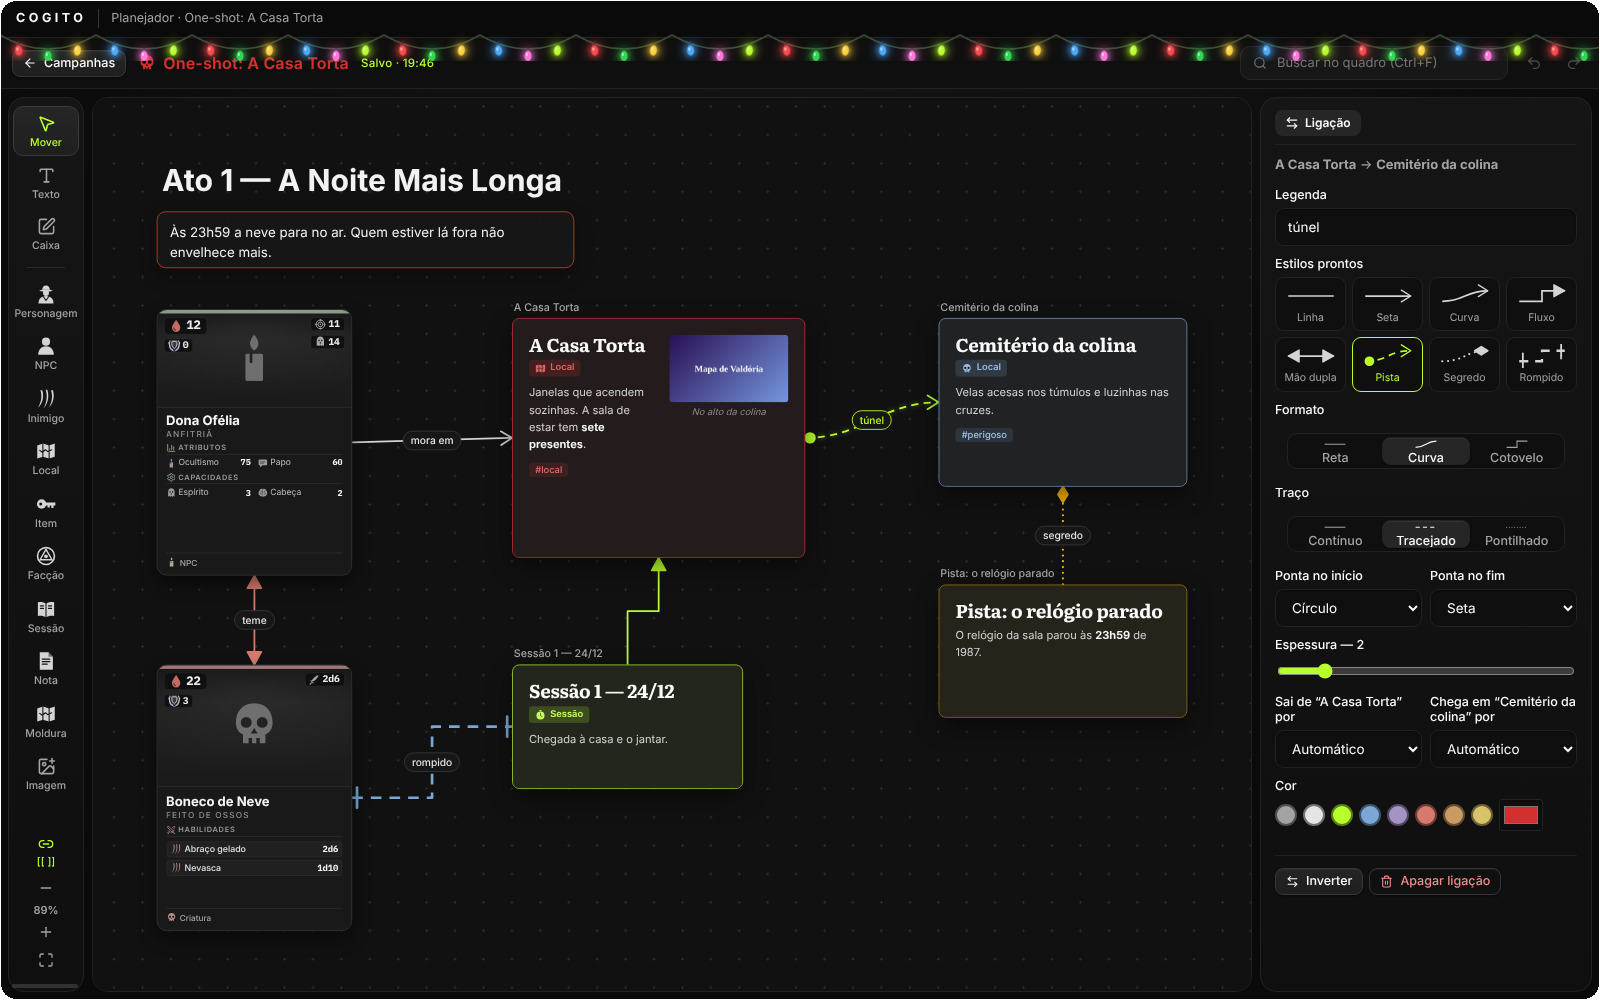 COGITO
Planejador · One-shot: A Casa Torta
Campanhas
One-shot: A Casa Torta
Salvo · 19:46
Buscar no quadro (Ctrl+F)
Mover
Texto
Caixa
Personagem
NPC
Inimigo
Local
Item
Facção
Sessão
Nota
Moldura
Imagem
[[ ]]
89%
Ato 1 — A Noite Mais Longa
Às 23h59 a neve para no ar. Quem estiver lá fora não
envelhece mais.
12
11
0
14
Dona Ofélia
ANFITRIÃ
ATRIBUTOS
Ocultismo 75 Papo 60
CAPACIDADES
Espírito 3 Cabeça 2
NPC
mora em
teme
22
2d6
3
Boneco de Neve
FEITO DE OSSOS
HABILIDADES
Abraço gelado 2d6
Nevasca 1d10
Criatura
rompido
A Casa Torta
A Casa Torta
Local
Janelas que acendem
sozinhas. A sala de
estar tem sete
presentes.
#local
Mapa de Valdória
No alto da colina
túnel
Sessão 1 — 24/12
Sessão 1 — 24/12
Sessão
Chegada à casa e o jantar.
Cemitério da colina
Cemitério da colina
Local
Velas acesas nos túmulos e luzinhas nas
cruzes.
#perigoso
segredo
Pista: o relógio parado
Pista: o relógio parado
O relógio da sala parou às 23h59 de
1987.
Ligação
A Casa Torta → Cemitério da colina
Legenda
túnel
Estilos prontos
Linha Seta Curva Fluxo
Mão dupla Pista Segredo Rompido
Formato
Reta Curva Cotovelo
Traço
Contínuo Tracejado Pontilhado
Ponta no início Ponta no fim
Círculo Seta
Espessura — 2
Sai de “A Casa Torta”
por
Chega em “Cemitério da
colina” por
Automático Automático
Cor
Inverter
Apagar ligação